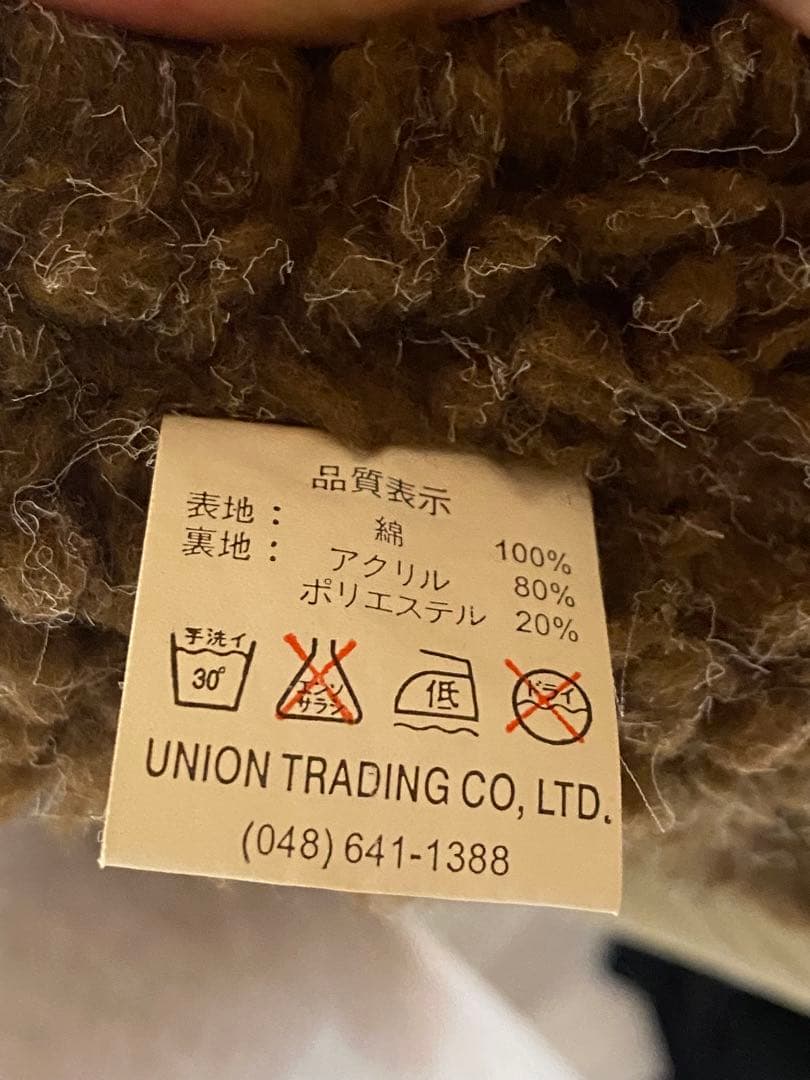 品質表示
表地： 綿 100%
裏地： アクリル 80%
ポリエステル 20%
手洗イ 30° エンソサラシ 低 ドライ
UNION TRADING CO, LTD.
(048) 641-1388